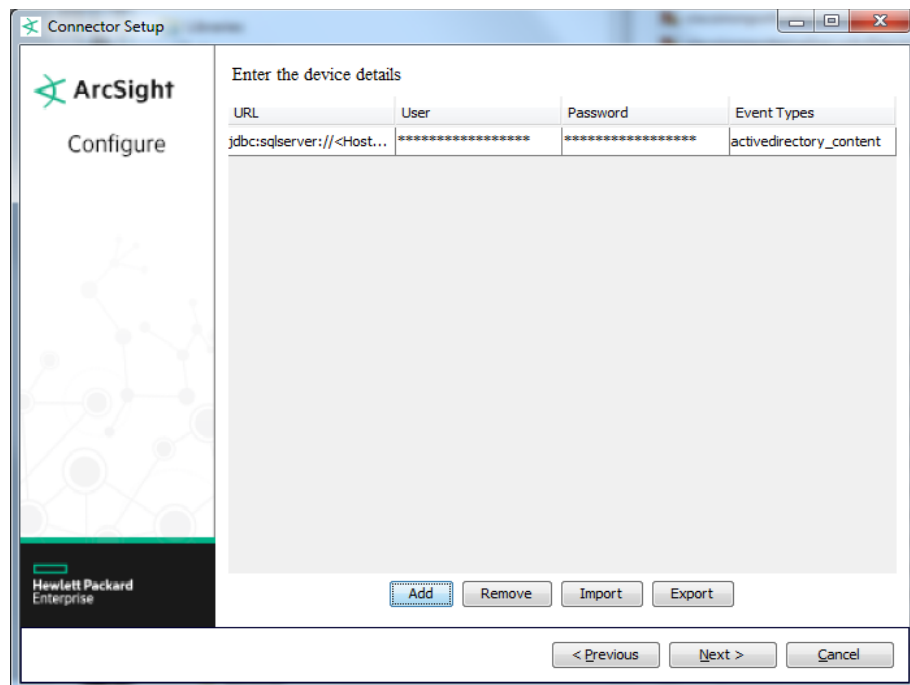 Connector Setup
ArcSight
Configure
Enter the device details
URL User Password Event Types
jdbc:sqlserver://<Host... ***************** ***************** activedirectory_content
Hewlett Packard
Enterprise
Add Remove Import Export
< Previous Next > Cancel